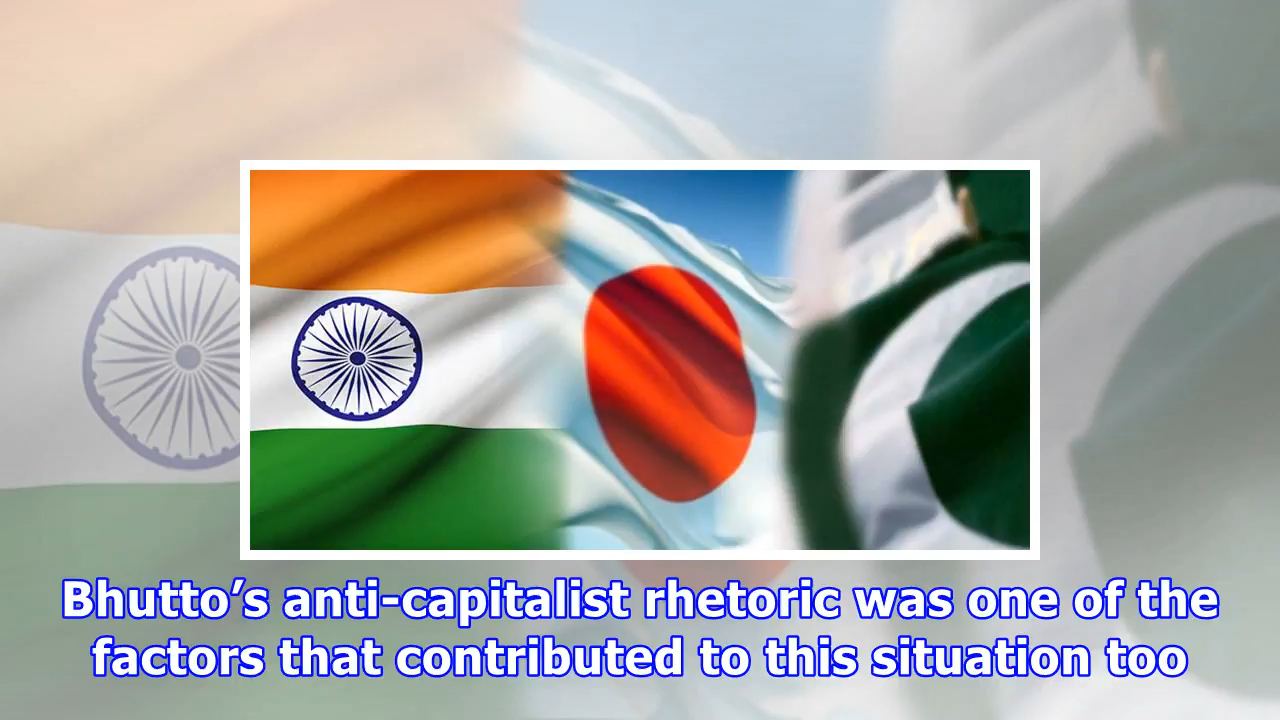 Bhutto’s anti-capitalist rhetoric was one of the
factors that contributed to this situation too